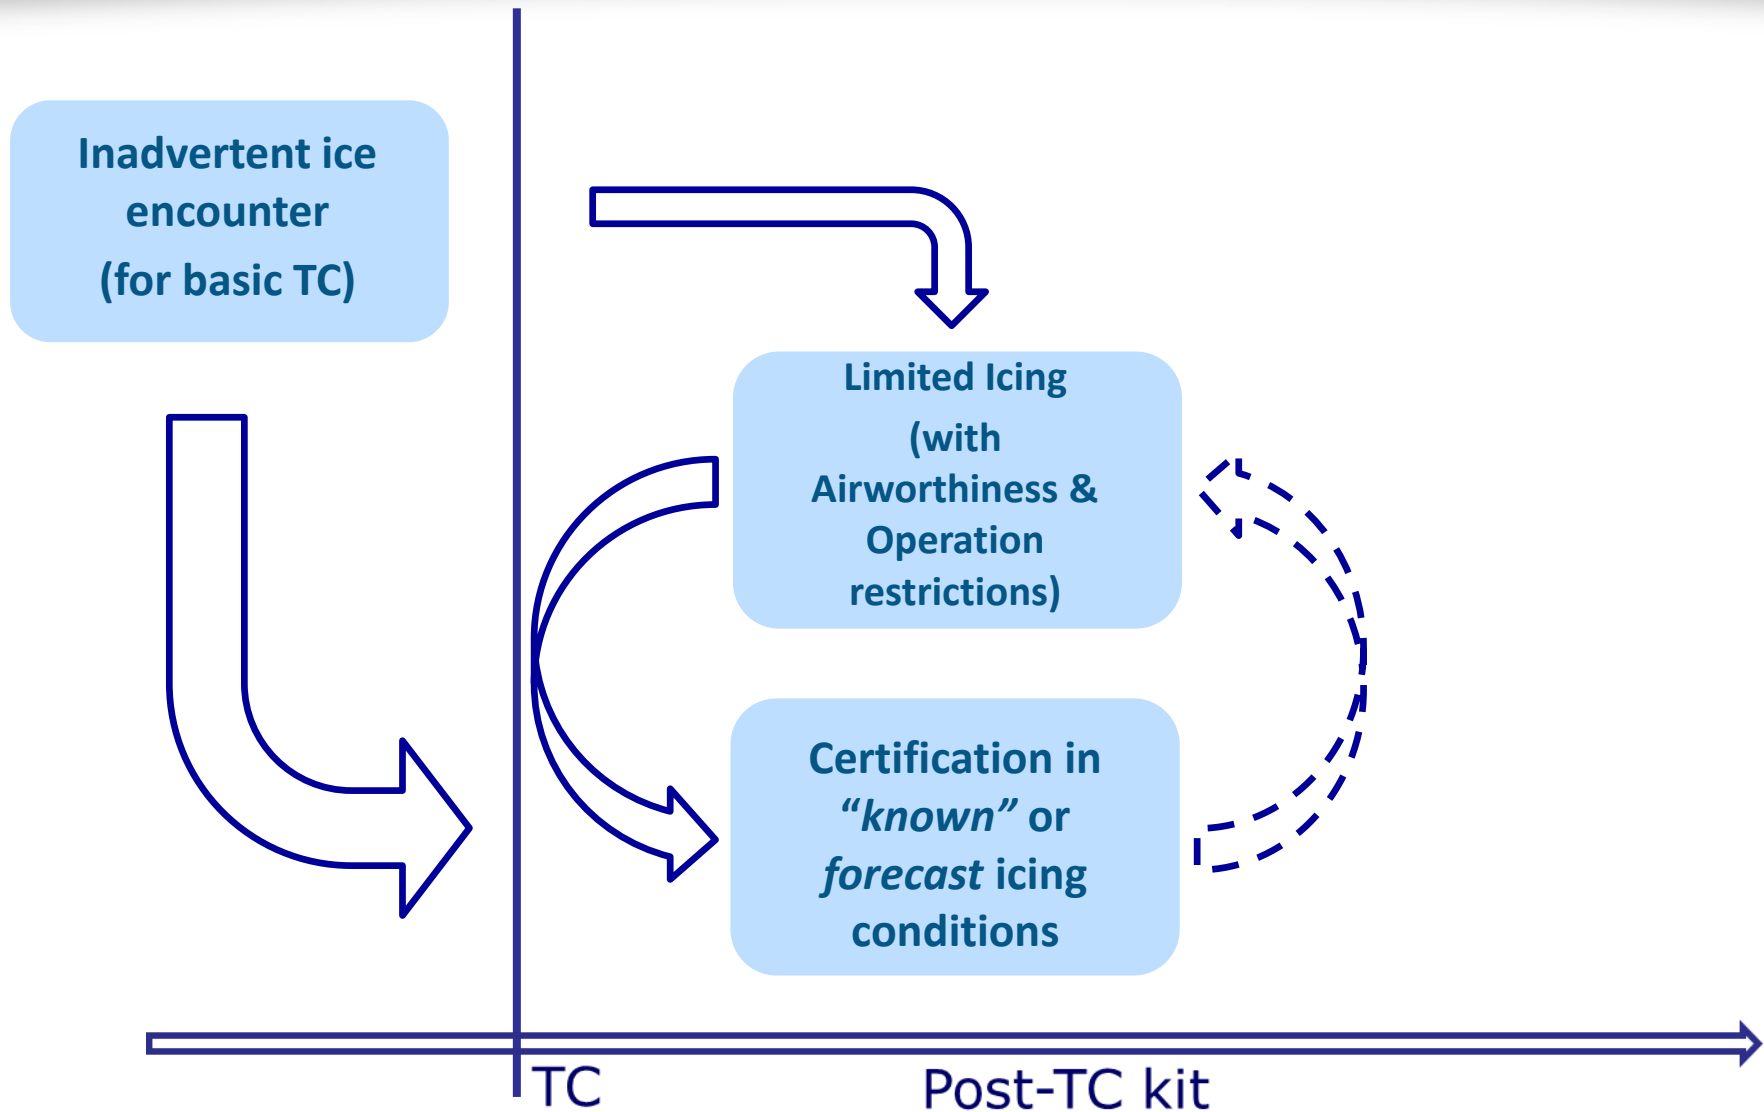 Inadvertent ice
encounter
(for basic TC)
Limited Icing
(with
Airworthiness &
Operation
restrictions)
Certification in
“known” or
forecast icing
conditions
TC
Post-TC kit